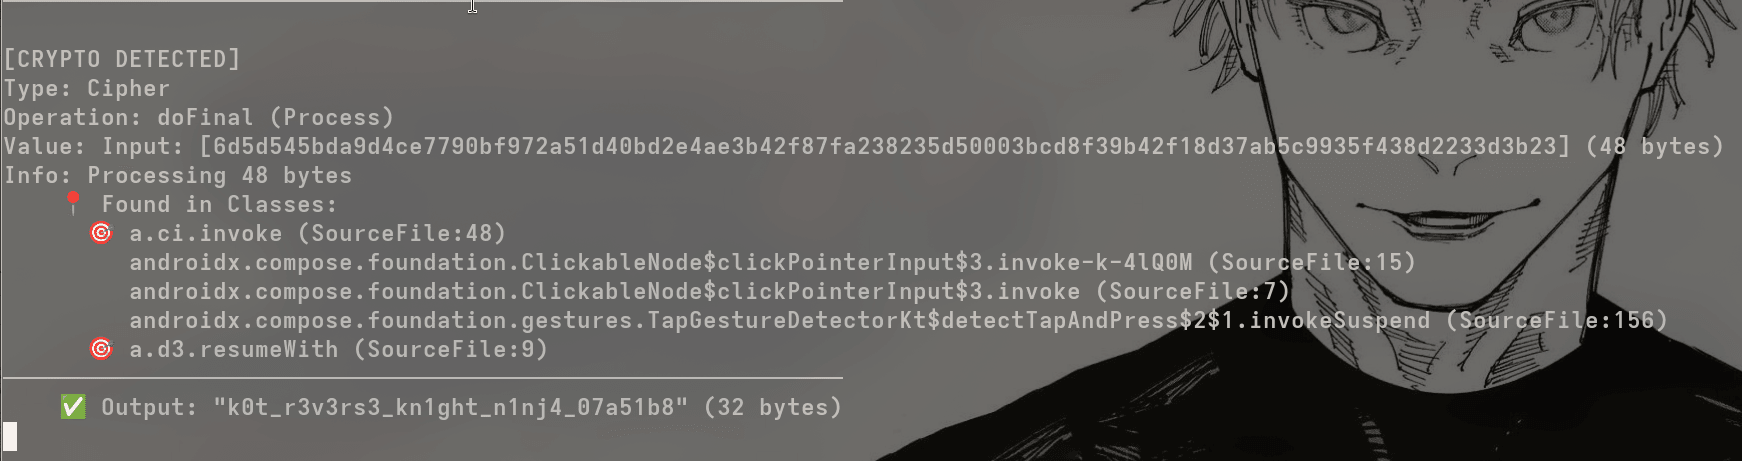 [CRYPTO DETECTED]
Type: Cipher
Operation: doFinal (Process)
Value: Input: [6d5d545bda9d4ce7790bf972a51d40bd2e4ae3b42f87fa238235d50003bcd8f39b42f18d37ab5c9935f438d2233d3b23] (48 bytes)
Info: Processing 48 bytes
📍 Found in Classes:
🎯 a.ci.invoke (SourceFile:48)
androidx.compose.foundation.ClickableNode$clickPointerInput$3.invoke-k-4lQ0M (SourceFile:15)
androidx.compose.foundation.ClickableNode$clickPointerInput$3.invoke (SourceFile:7)
androidx.compose.foundation.gestures.TapGestureDetectorKt$detectTapAndPress$2$1.invokeSuspend (SourceFile:156)
🎯 a.d3.resumeWith (SourceFile:9)
✅ Output: "k0t_r3v3rs3_kn1ght_n1nj4_07a51b8" (32 bytes)